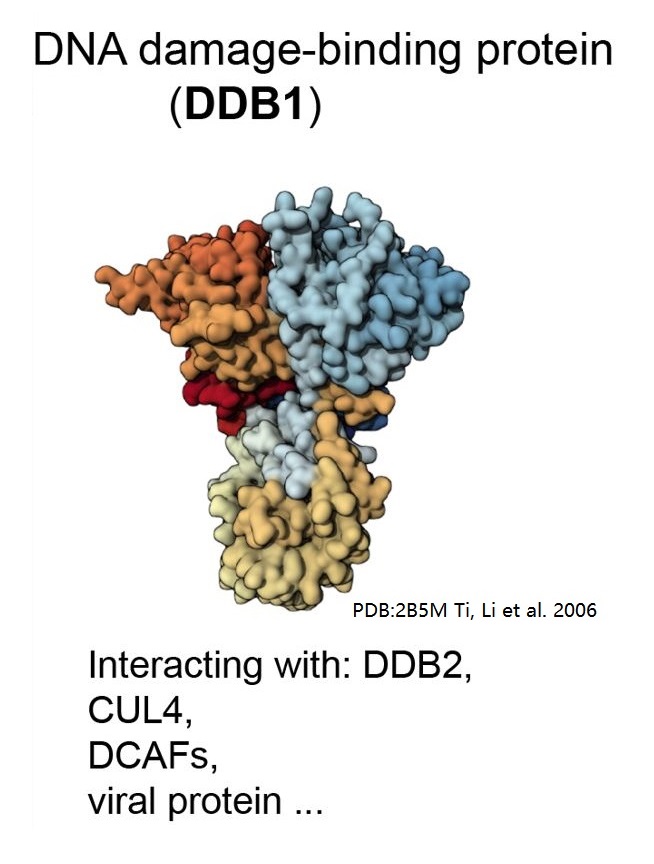 DNA damage-binding protein
(DDB1)
PDB:2B5M Ti, Li et al. 2006
Interacting with: DDB2,
CUL4,
DCAFs,
viral protein ...